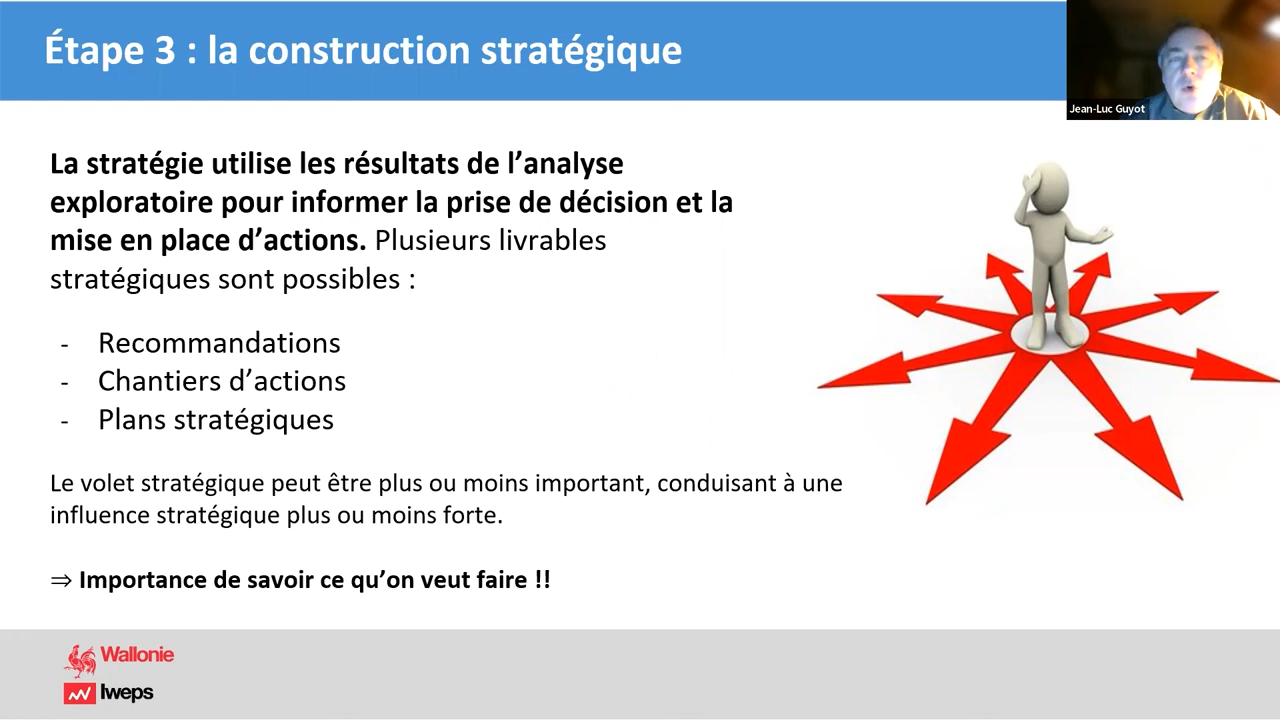 Étape 3 : la construction stratégique
Jean-Luc Guyot
La stratégie utilise les résultats de l’analyse
exploratoire pour informer la prise de décision et la
mise en place d’actions. Plusieurs livrables
stratégiques sont possibles :
- Recommandations
- Chantiers d’actions
- Plans stratégiques
Le volet stratégique peut être plus ou moins important, conduisant à une
influence stratégique plus ou moins forte.
⇒ Importance de savoir ce qu’on veut faire !!
Wallonie
Iweps